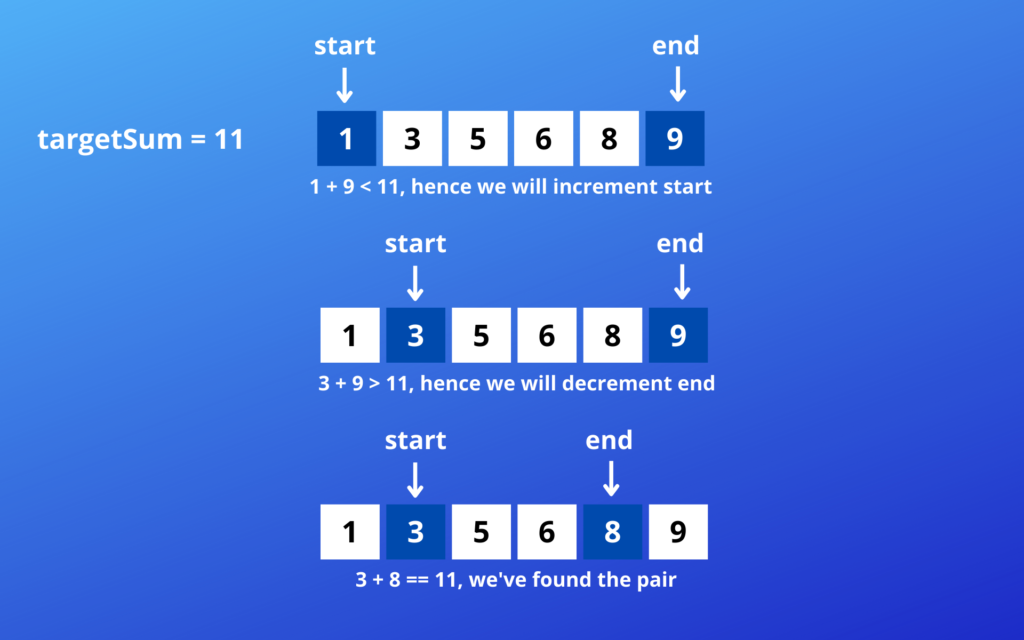 start end
targetSum = 11
1 3 5 6 8 9
1 + 9 < 11, hence we will increment start
start end
1 3 5 6 8 9
3 + 9 > 11, hence we will decrement end
start end
1 3 5 6 8 9
3 + 8 == 11, we've found the pair